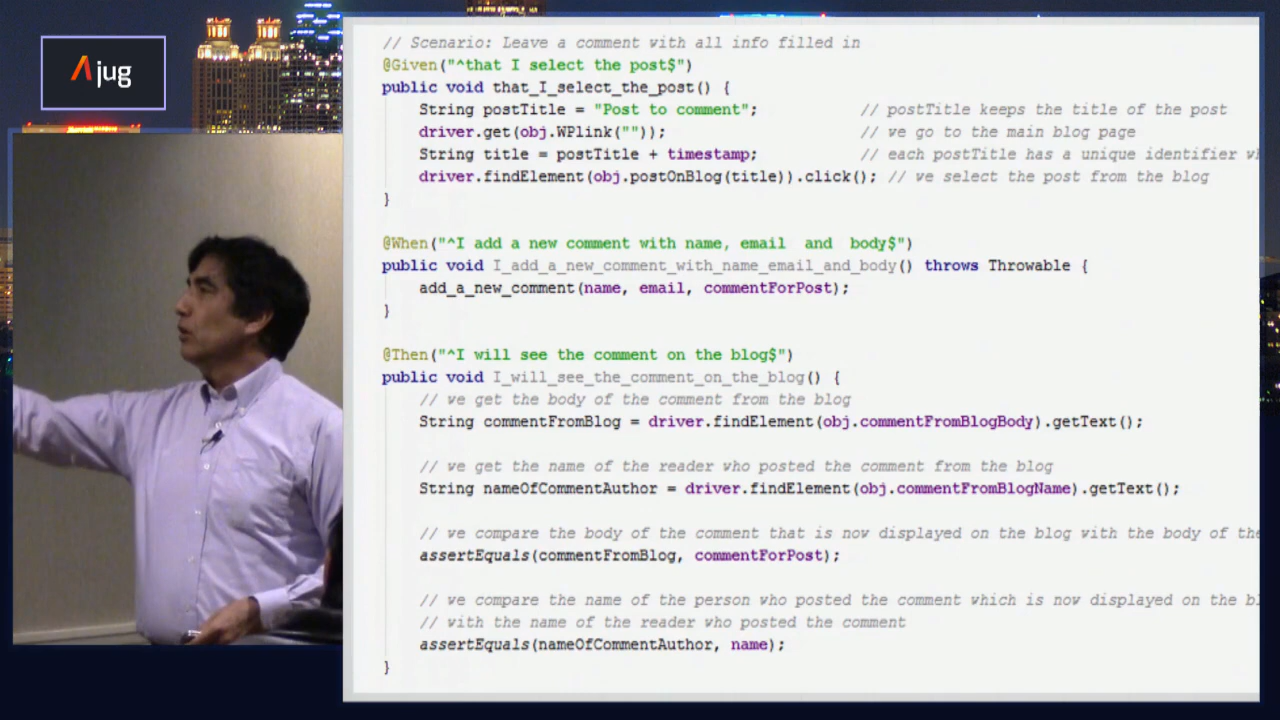 jug
// Scenario: Leave a comment with all info filled in
@Given("^that I select the post$")
public void that_I_select_the_post() {
String postTitle = "Post to comment"; // postTitle keeps the title of the post
driver.get(obj.WPlink("")); // we go to the main blog page
String title = postTitle + timestamp; // each postTitle has a unique identifier
driver.findElement(obj.postOnBlog(title)).click(); // we select the post from the blog
}
@When("^I add a new comment with name, email  and  body$")
public void I_add_a_new_comment_with_name_email_and_body() throws Throwable {
add_a_new_comment(name, email, commentForPost);
}
@Then("^I will see the comment on the blog$")
public void I_will_see_the_comment_on_the_blog() {
// we get the body of the comment from the blog
String commentFromBlog = driver.findElement(obj.commentFromBlogBody).getText();
// we get the name of the reader who posted the comment from the blog
String nameOfCommentAuthor = driver.findElement(obj.commentFromBlogName).getText();
// we compare the body of the comment that is now displayed on the blog with the body of the
assertEquals(commentFromBlog, commentForPost);
// we compare the name of the person who posted the comment which is now displayed on the
// with the name of the reader who posted the comment
assertEquals(nameOfCommentAuthor, name);
}